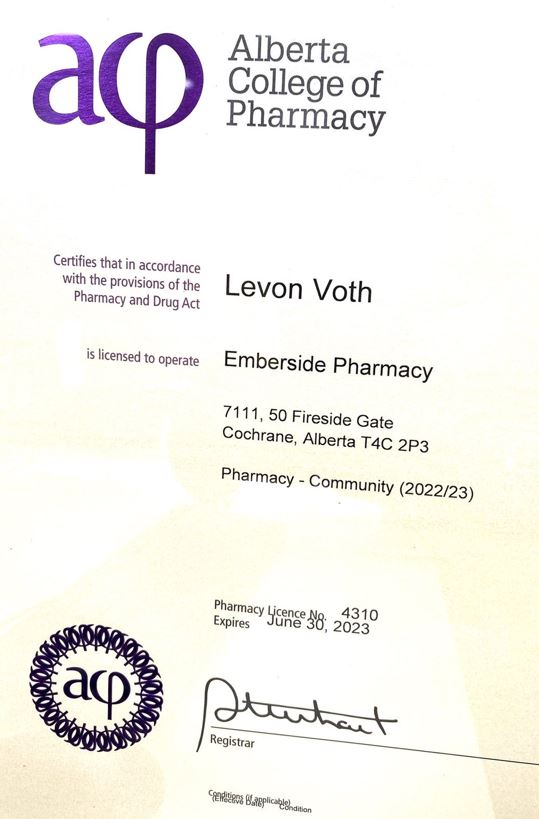 acp
Alberta
College of
Pharmacy
Certifies that in accordance
with the provisions of the
Pharmacy and Drug Act
Levon Voth
is licensed to operate
Emberside Pharmacy
7111, 50 Fireside Gate
Cochrane, Alberta T4C 2P3
Pharmacy - Community (2022/23)
Pharmacy Licence No. 4310
Expires June 30, 2023
acp
Registrar
Conditions (if applicable)
(Effective Date) Condition